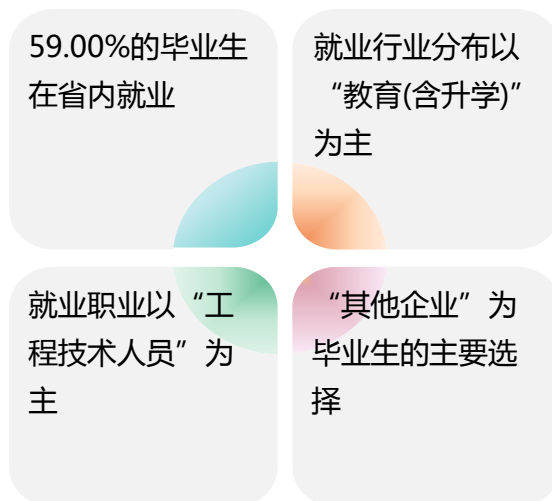 59.00%的毕业生
在省内就业
就业行业分布以
“教育(含升学)”
为主
就业职业以“工
程技术人员”为
主
“其他企业”为
毕业生的主要选
择